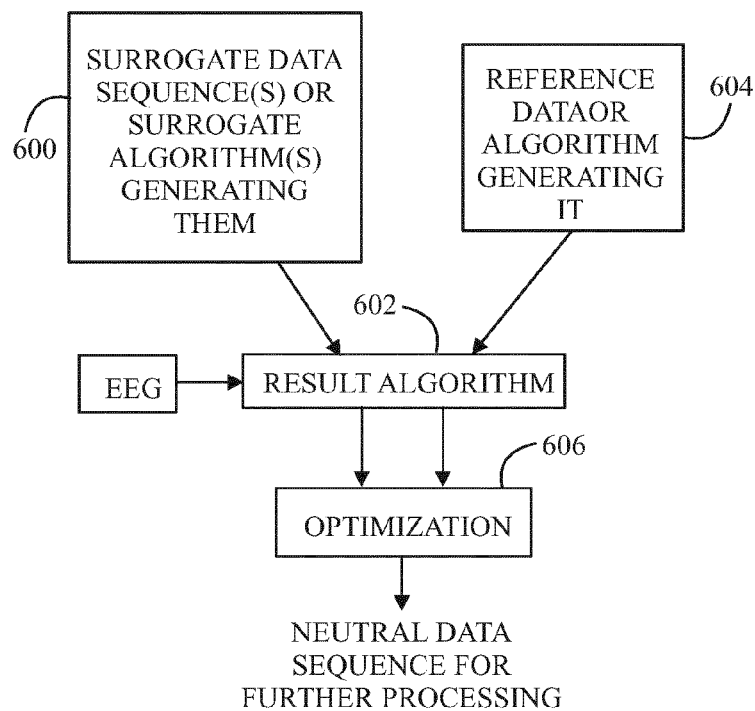 SURROGATE DATA
SEQUENCE(S) OR
SURROGATE
ALGORITHM(S)
GENERATING
THEM
600
REFERENCE
DATAOR
ALGORITHM
GENERATING
IT
604
602
EEG
RESULT ALGORITHM
606
OPTIMIZATION
NEUTRAL DATA
SEQUENCE FOR
FURTHER PROCESSING